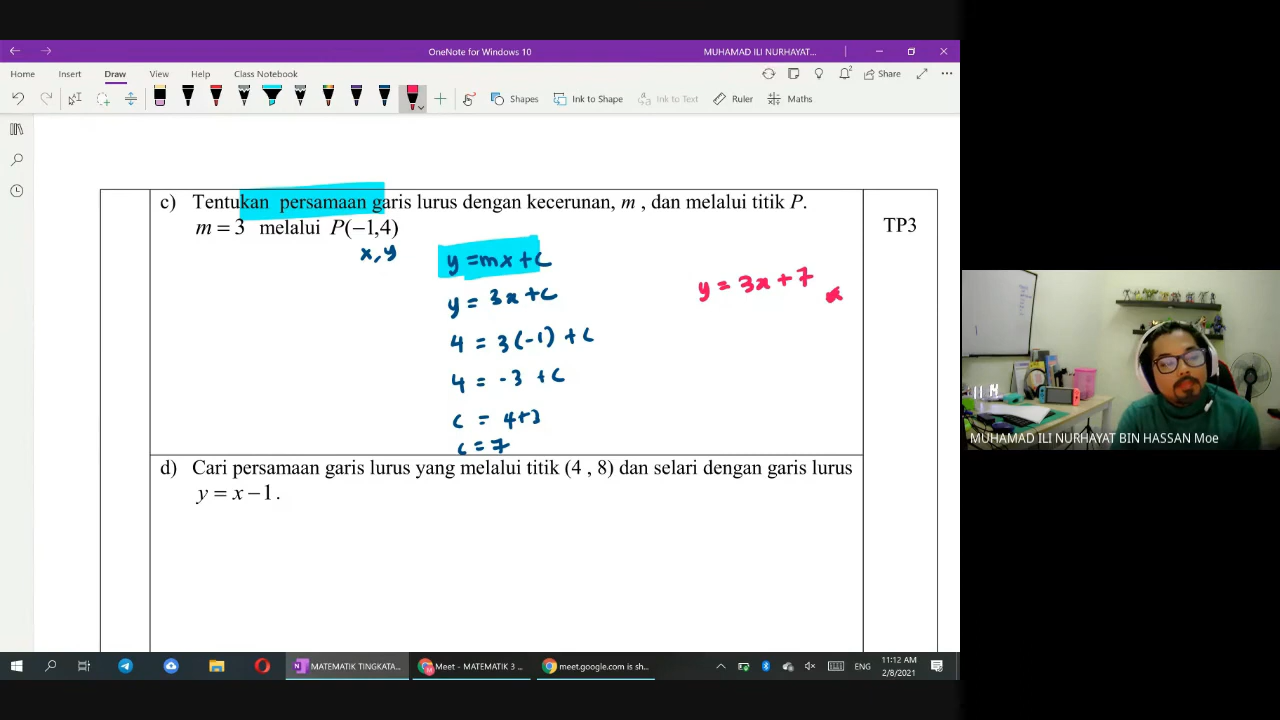 OneNote for Windows 10
MUHAMAD ILI NURHAYAT...
Home Insert Draw View Help Class Notebook
Share
Shapes Ink to Shape Ink to Text Ruler Maths
c) Tentukan persamaan garis lurus dengan kecerunan, m , dan melalui titik P.
m = 3 melalui P(−1,4)
TP3
x, y
y = mx + c
y = 3x + c
y = 3x + 7
4 = 3(-1) + c
4 = -3 + c
c = 4+3
c = 7
d) Cari persamaan garis lurus yang melalui titik (4 , 8) dan selari dengan garis lurus
y = x − 1 .
MUHAMAD ILI NURHAYAT BIN HASSAN Moe
MATEMATIK TINGKATA...
Meet - MATEMATIK 3 ...
meet.google.com is sh...
ENG
11:12 AM
2/8/2021